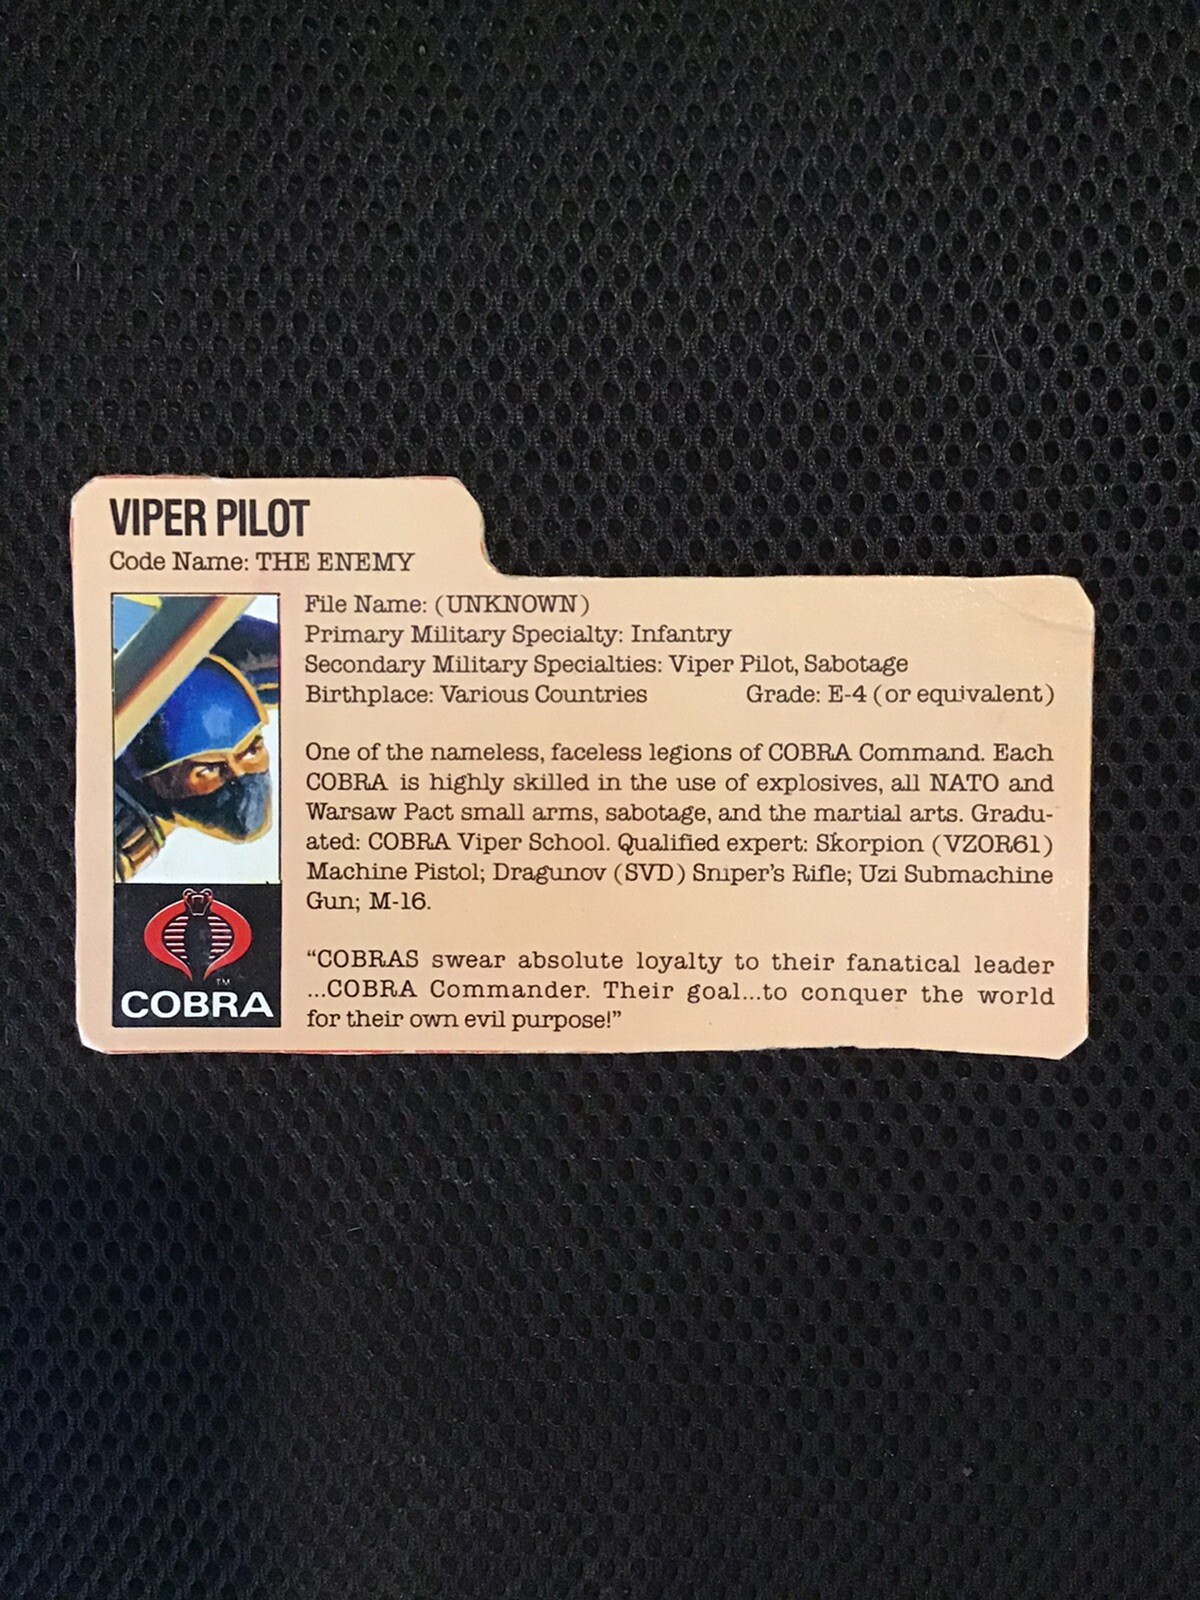 VIPER PILOT
Code Name: THE ENEMY
File Name: (UNKNOWN)
Primary Military Specialty: Infantry
Secondary Military Specialties: Viper Pilot, Sabotage
Birthplace: Various Countries Grade: E-4 (or equivalent)
One of the nameless, faceless legions of COBRA Command. Each
COBRA is highly skilled in the use of explosives, all NATO and
Warsaw Pact small arms, sabotage, and the martial arts. Gradu-
ated: COBRA Viper School. Qualified expert: Skorpion (VZOR61)
Machine Pistol; Dragunov (SVD) Sniper's Rifle; Uzi Submachine
Gun; M-16.
“COBRAS swear absolute loyalty to their fanatical leader
...COBRA Commander. Their goal...to conquer the world
for their own evil purpose!”
TM
COBRA